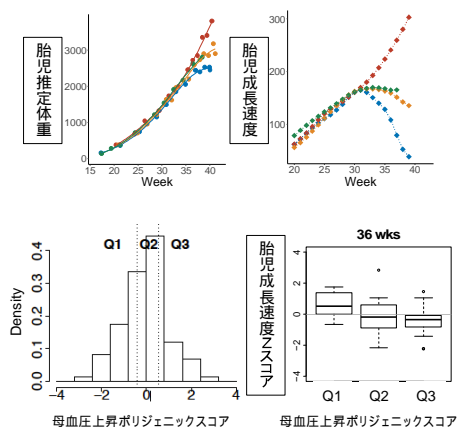 胎児推定体重
3000
2000
1000
0
15 20 25 30 35 40
Week
胎児成長速度
300
200
100
20 25 30 35 40
Week
Q1 Q2 Q3
0.4
0.3
0.2
0.1
0.0
Density
−4 −2 0 2 4
母血圧上昇ポリジェニックスコア
胎児成長速度Zスコア
36 wks
4
2
0
−2
−4
Q1 Q2 Q3
母血圧上昇ポリジェニックスコア